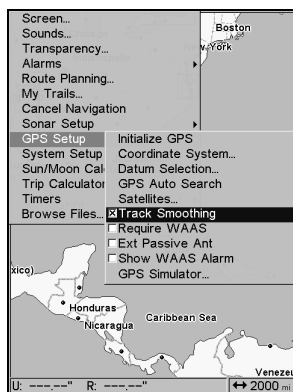 Screen...
Sounds...
Transparency...
Alarms
Route Planning...
My Trails...
Cancel Navigation
Sonar Setup
GPS Setup
System Setup
Sun/Moon Cal
Trip Calculator
Timers
Browse Files...
Initialize GPS
Coordinate System...
Datum Selection...
GPS Auto Search
Satellites...
Track Smoothing
Require WAAS
Ext Passive Ant
Show WAAS Alarm
GPS Simulator...
Boston
York
xico)
Honduras
Nicaragua
Caribbean Sea
Venezue
U: ---.--" R: ---.--" ↔ 2000 mi